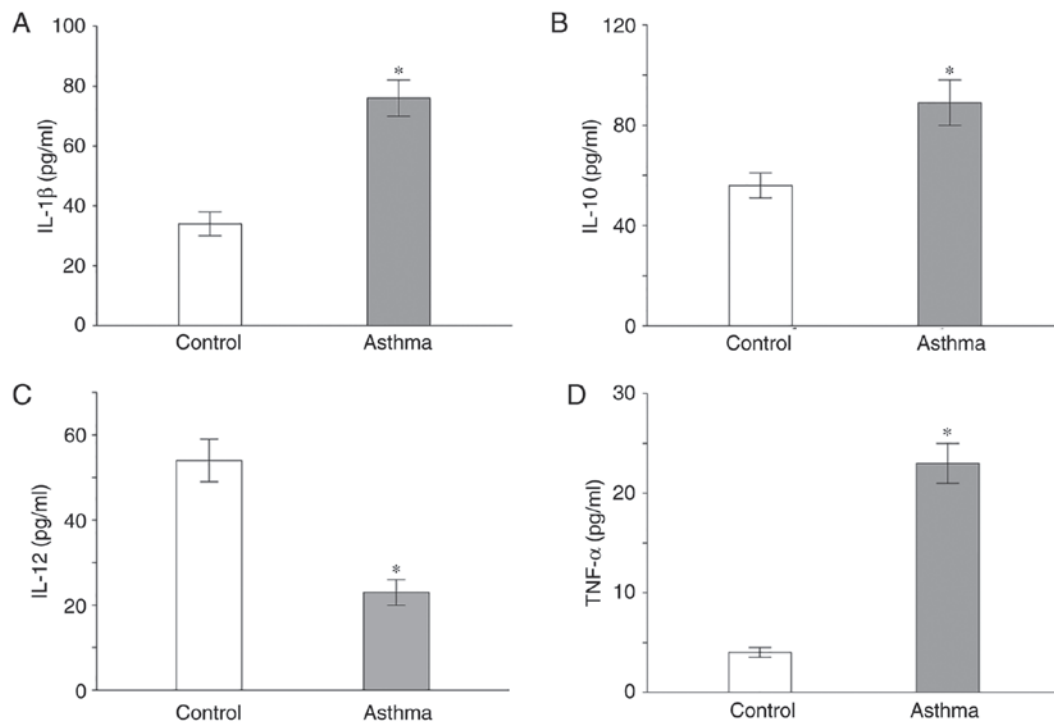 A
IL-1β (pg/ml)
100
80
60
40
20
0
*
Control Asthma
B
IL-10 (pg/ml)
120
80
40
0
*
Control Asthma
C
IL-12 (pg/ml)
60
40
20
0
*
Control Asthma
D
TNF-α (pg/ml)
30
20
10
0
*
Control Asthma